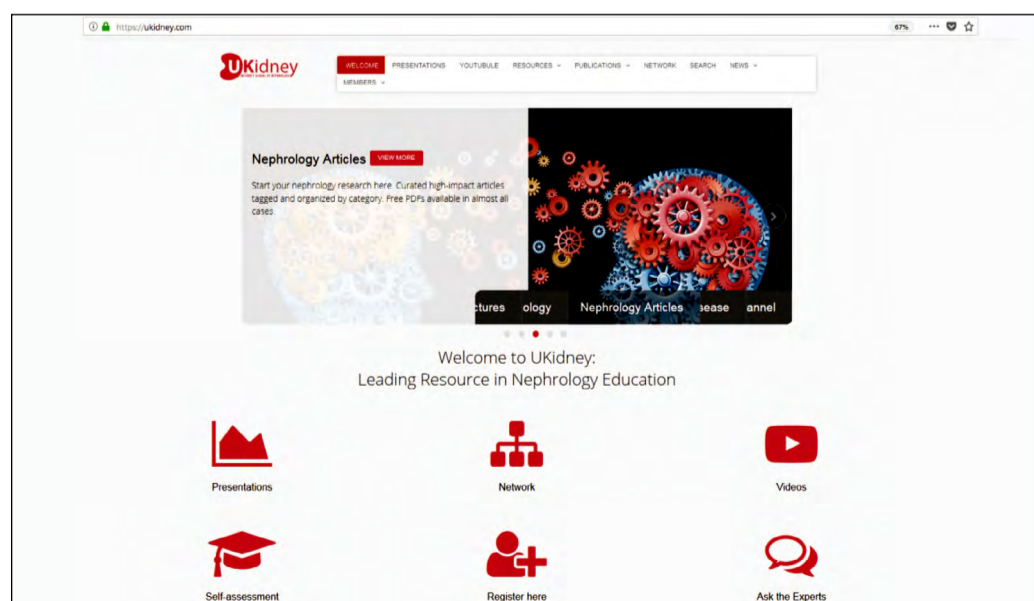 https://ukidney.com
67%
UKidney
WELCOME PRESENTATIONS YOUTUBULE RESOURCES PUBLICATIONS NETWORK SEARCH NEWS
MEMBERS
Nephrology Articles VIEW MORE
Start your nephrology research here. Curated high-impact articles
tagged and organized by category. Free PDFs available in almost all
cases.
ctures ology Nephrology Articles sease annel
Welcome to UKidney:
Leading Resource in Nephrology Education
Presentations Network Videos
Self-assessment Register here Ask the Experts